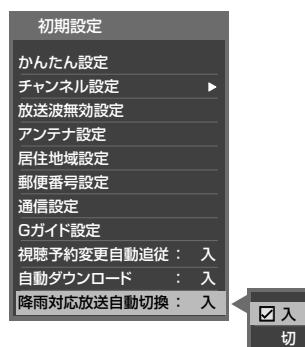 初期設定
かんたん設定
チャンネル設定 ▶
放送波無効設定
アンテナ設定
居住地域設定
郵便番号設定
通信設定
Gガイド設定
視聴予約変更自動追従： 入
自動ダウンロード ： 入
降雨対応放送自動切換： 入
☑ 入
切